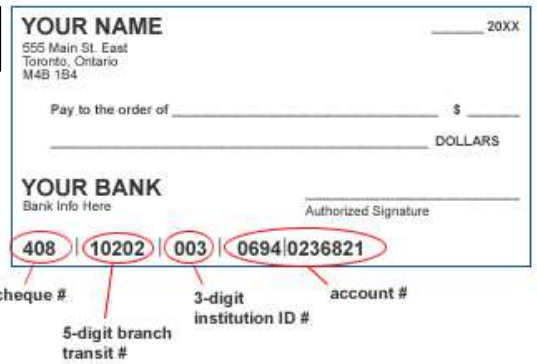 YOUR NAME
20XX
555 Main St. East
Toronto, Ontario
M4B 1B4
Pay to the order of $
DOLLARS
YOUR BANK
Bank Info Here
Authorized Signature
408 | 10202 | 003 | 0694|0236821
cheque #
5-digit branch
transit #
3-digit
institution ID #
account #